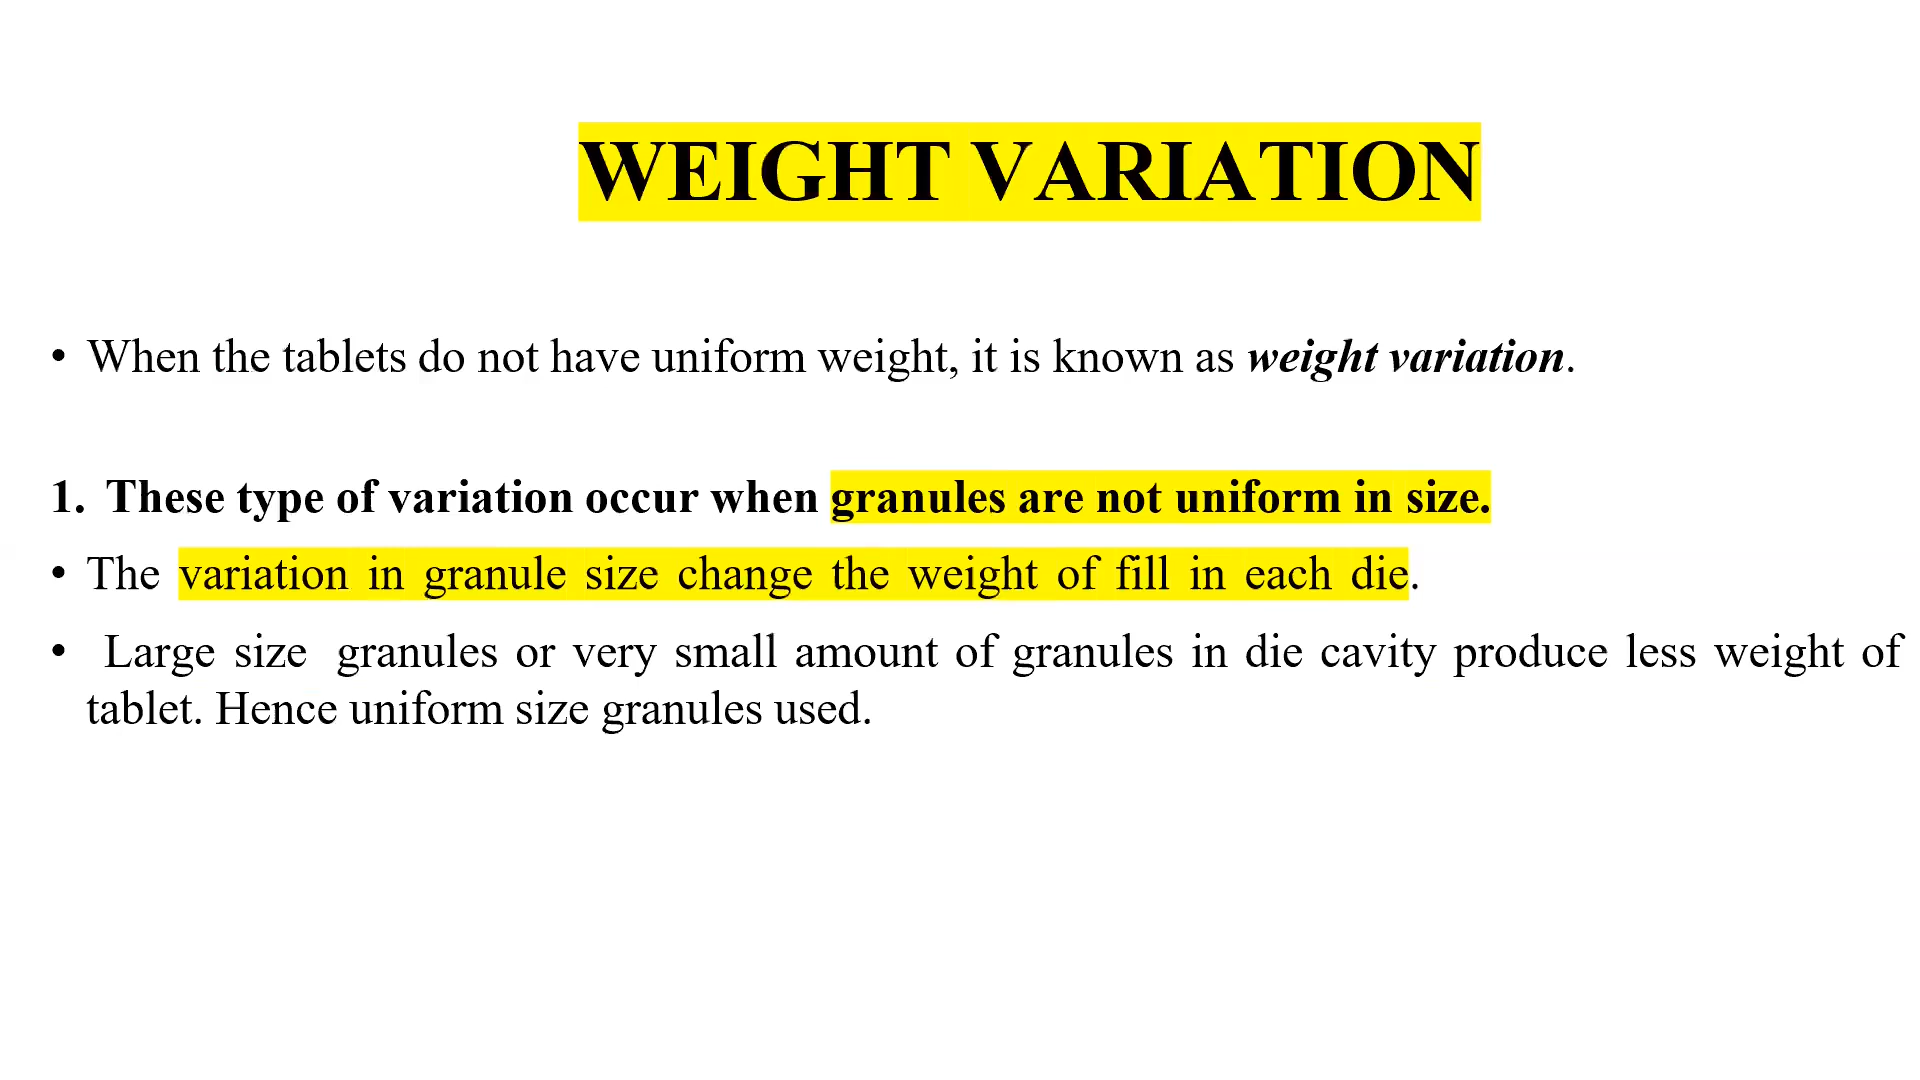 WEIGHT VARIATION
• When the tablets do not have uniform weight, it is known as weight variation.
1. These type of variation occur when granules are not uniform in size.
• The variation in granule size change the weight of fill in each die.
• Large size granules or very small amount of granules in die cavity produce less weight of
tablet. Hence uniform size granules used.